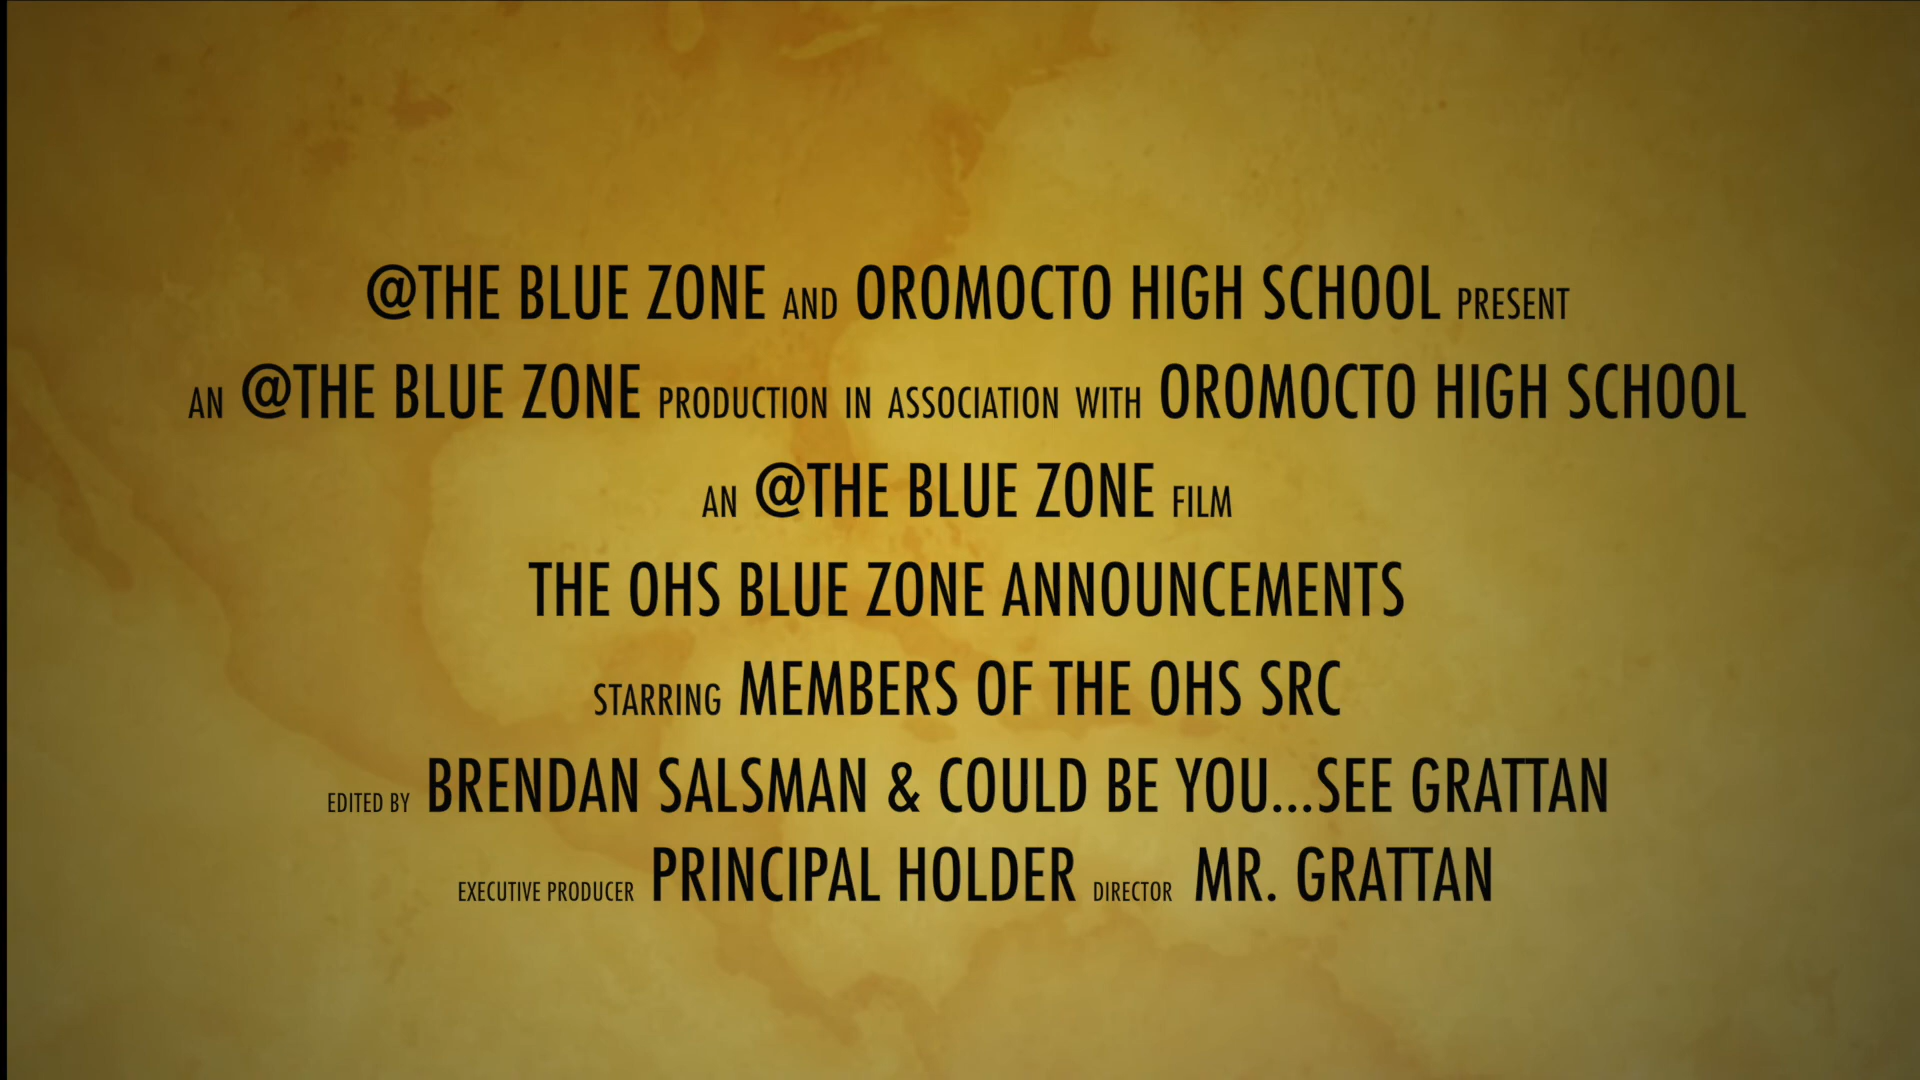 @THE BLUE ZONE AND OROMOCTO HIGH SCHOOL PRESENT
AN @THE BLUE ZONE PRODUCTION IN ASSOCIATION WITH OROMOCTO HIGH SCHOOL
AN @THE BLUE ZONE FILM
THE OHS BLUE ZONE ANNOUNCEMENTS
STARRING MEMBERS OF THE OHS SRC
EDITED BY BRENDAN SALSMAN & COULD BE YOU...SEE GRATTAN
EXECUTIVE PRODUCER PRINCIPAL HOLDER DIRECTOR MR. GRATTAN